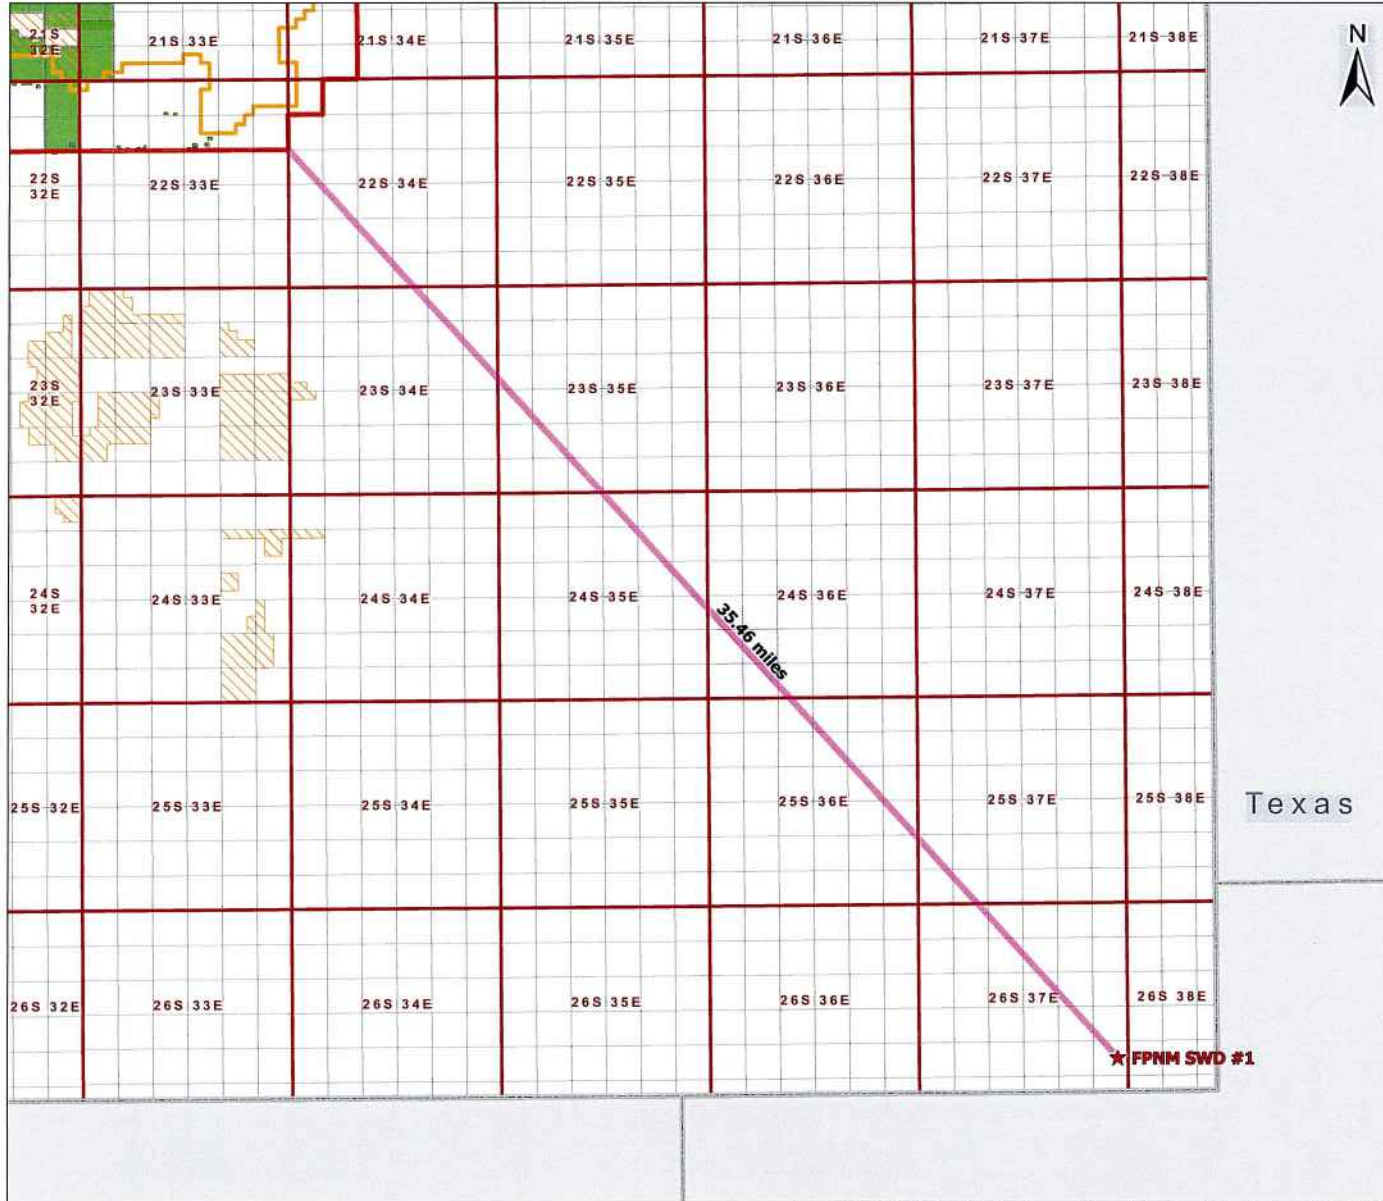 N
21S
32E
21S 33E
21S 34E
21S 35E
21S 36E
21S 37E
21S 38E
22S
32E
22S 33E
22S 34E
22S 35E
22S 36E
22S 37E
22S 38E
23S
32E
23S 33E
23S 34E
23S 35E
23S 36E
23S 37E
23S 38E
24S
32E
24S 33E
24S 34E
24S 35E
24S 36E
24S 37E
24S 38E
35.46 miles
25S 32E
25S 33E
25S 34E
25S 35E
25S 36E
25S 37E
25S 38E
Texas
26S 32E
26S 33E
26S 34E
26S 35E
26S 36E
26S 37E
26S 38E
FPNM SWD #1